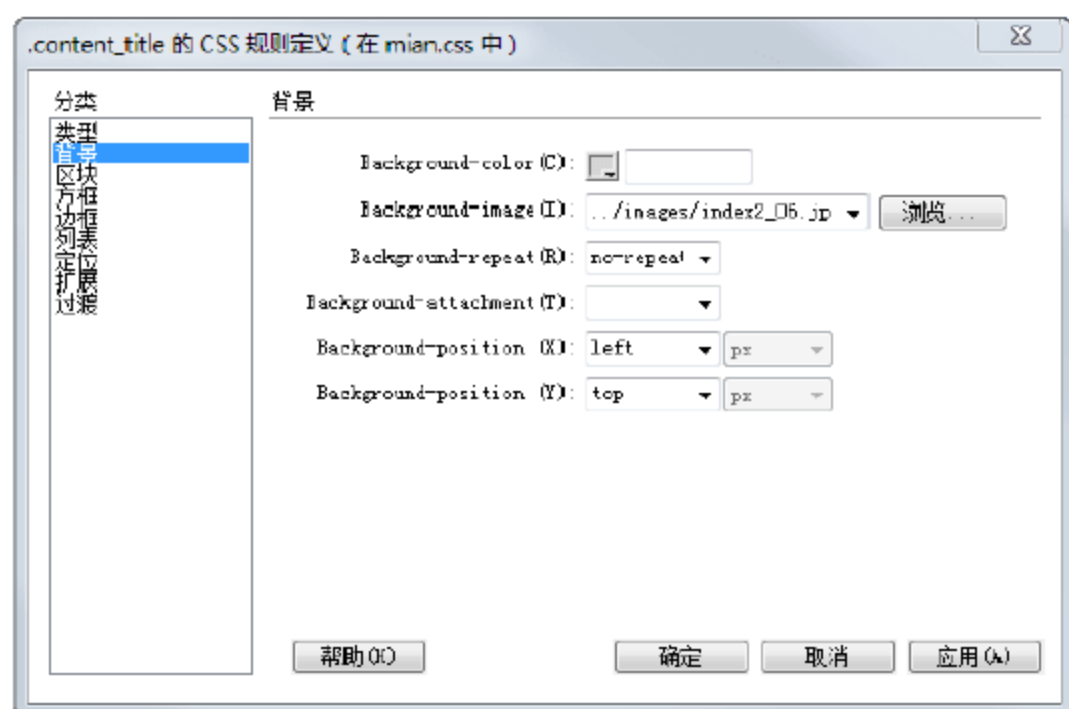 .content_title 的 CSS 规则定义 ( 在 mian.css 中 )
分类
类型
背景
区块
方框
边框
列表
定位
扩展
过渡
背景
Background-color (C):
Background-image (I): ../images/index2_06.jp 浏览...
Background-repeat (R): no-repeat
Background-attachment (T):
Background-position (X): left px
Background-position (Y): top px
帮助 确定 取消 应用 (A)